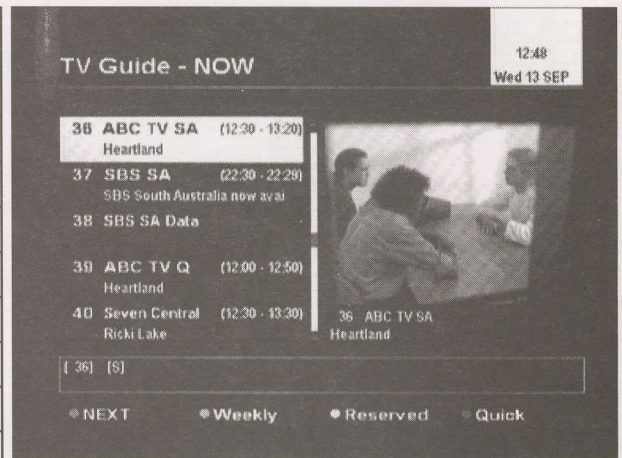 12:48
TV Guide - NOW
Wed 13 SEP
36 ABC TV SA (12:30 - 13:20)
Heartland
37 SBS SA (22:30 - 22:29)
SBS South Australia now avai
38 SBS SA Data
39 ABC TV Q (12:00 - 12:50)
Heartland
40 Seven Central (12:30 - 13:30)
Ricki Lake
36 ABC TV SA
Heartland
[ 36] [S]
NEXT Weekly Reserved Quick